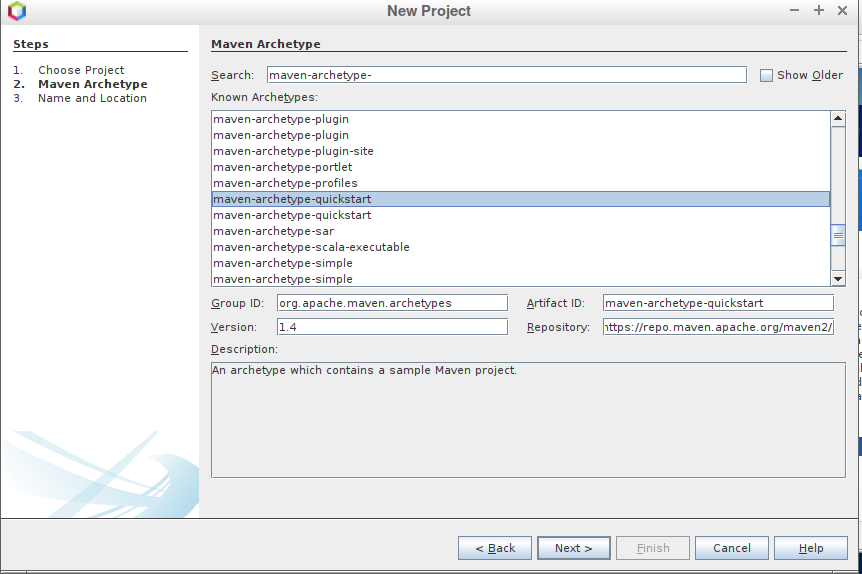 New Project
Steps
1. Choose Project
2. Maven Archetype
3. Name and Location
Maven Archetype
Search: maven-archetype- Show Older
Known Archetypes:
maven-archetype-plugin
maven-archetype-plugin
maven-archetype-plugin-site
maven-archetype-portlet
maven-archetype-profiles
maven-archetype-quickstart
maven-archetype-quickstart
maven-archetype-sar
maven-archetype-scala-executable
maven-archetype-simple
maven-archetype-simple
Group ID: org.apache.maven.archetypes Artifact ID: maven-archetype-quickstart
Version: 1.4 Repository: https://repo.maven.apache.org/maven2/
Description:
An archetype which contains a sample Maven project.
< Back Next > Finish Cancel Help